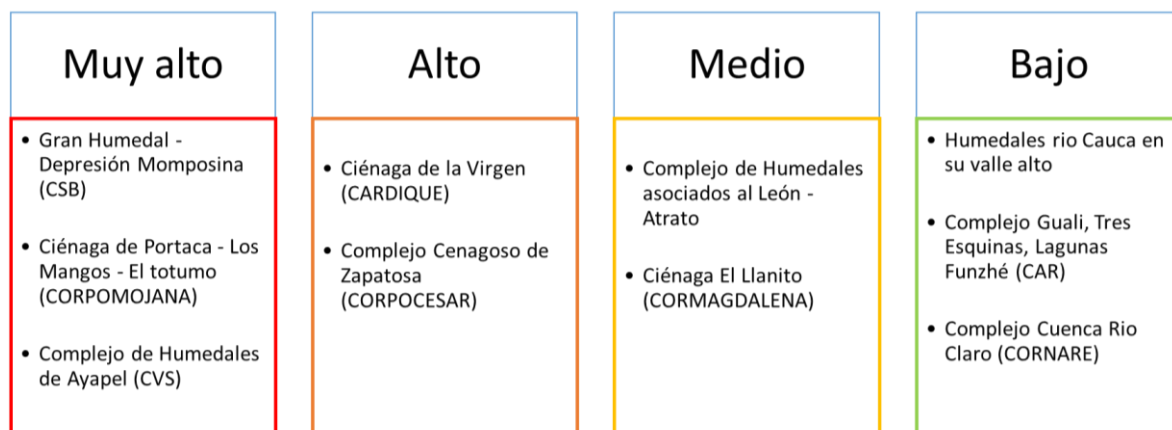 Muy alto
• Gran Humedal -
Depresión Momposina
(CSB)
• Ciénaga de Portaca - Los
Mangos - El totumo
(CORPOMOJANA)
• Complejo de Humedales
de Ayapel (CVS)
Alto
• Ciénaga de la Virgen
(CARDIQUE)
• Complejo Cenagoso de
Zapatosa
(CORPOCESAR)
Medio
• Complejo de Humedales
asociados al León -
Atrato
• Ciénaga El Llanito
(CORMAGDALENA)
Bajo
• Humedales rio Cauca en
su valle alto
• Complejo Guali, Tres
Esquinas, Lagunas
Funzhé (CAR)
• Complejo Cuenca Rio
Claro (CORNARE)